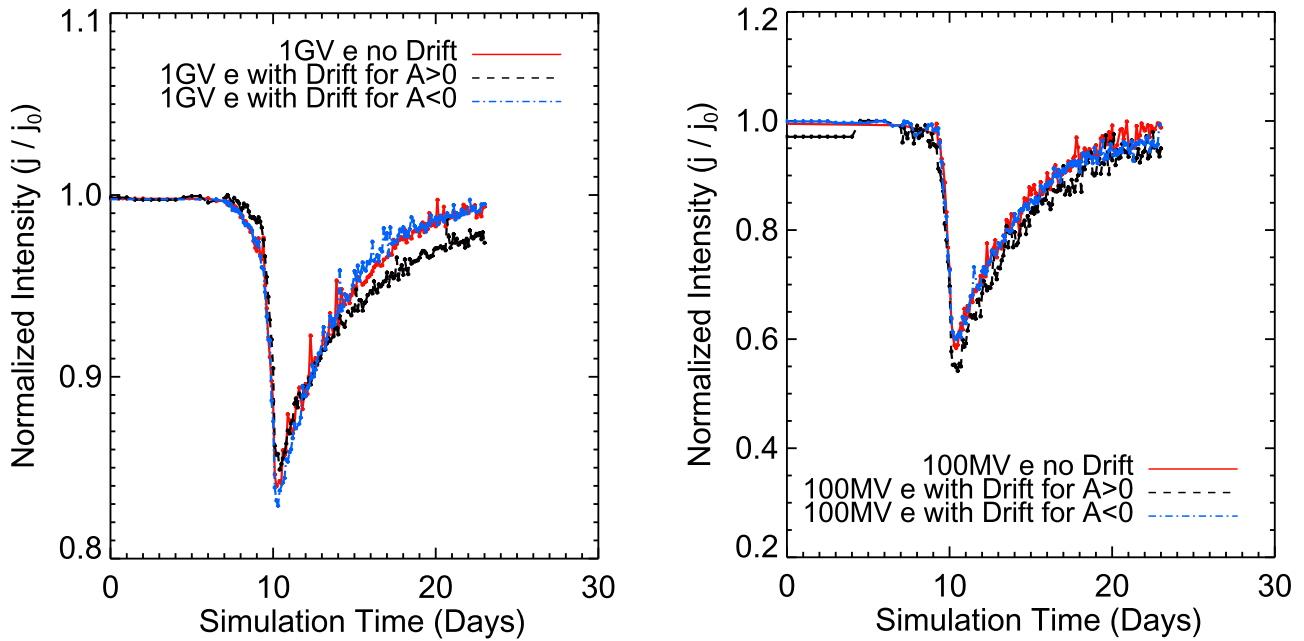 1GV e no Drift
1GV e with Drift for A>0
1GV e with Drift for A<0
Normalized Intensity (j / j₀)
1.1
1.0
0.9
0.8
0 10 20 30
Simulation Time (Days)
100MV e no Drift
100MV e with Drift for A>0
100MV e with Drift for A<0
Normalized Intensity (j / j₀)
1.2
1.0
0.8
0.6
0.4
0.2
0 10 20 30
Simulation Time (Days)